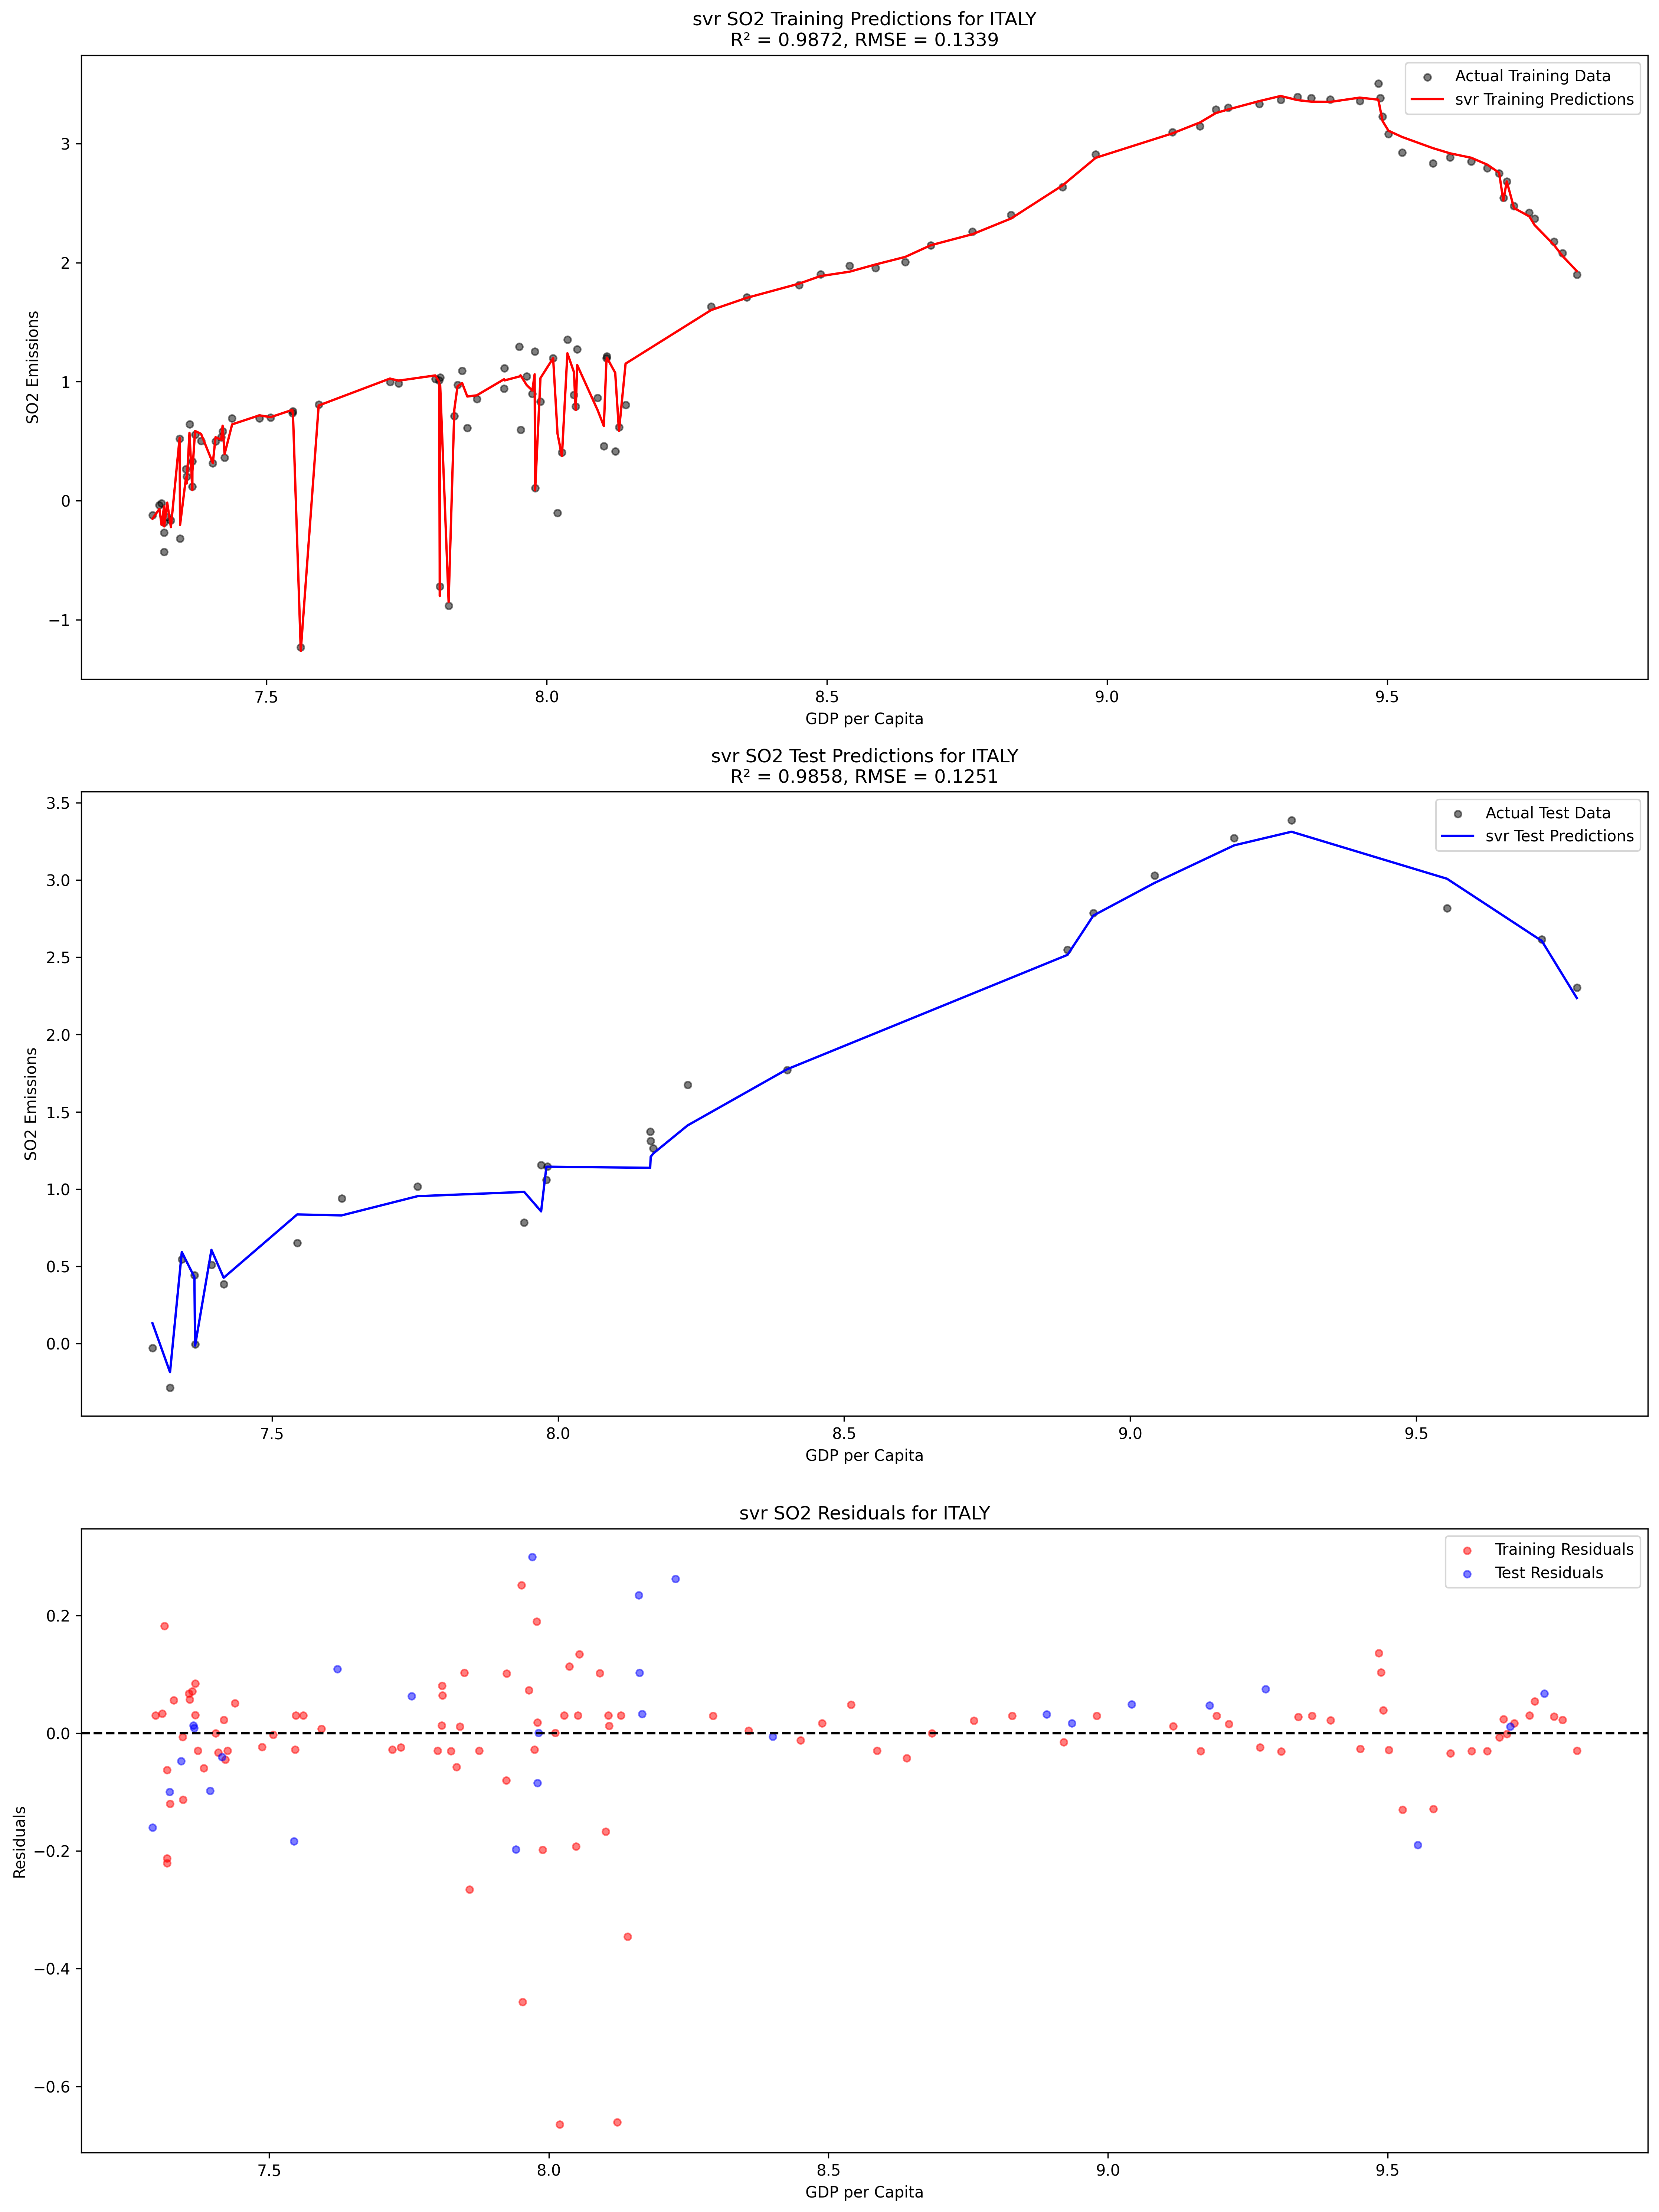 svr SO2 Training Predictions for ITALY
R² = 0.9872, RMSE = 0.1339
Actual Training Data
svr Training Predictions
SO2 Emissions
3
2
1
0
−1
7.5 8.0 8.5 9.0 9.5
GDP per Capita
svr SO2 Test Predictions for ITALY
R² = 0.9858, RMSE = 0.1251
Actual Test Data
svr Test Predictions
SO2 Emissions
3.5
3.0
2.5
2.0
1.5
1.0
0.5
0.0
7.5 8.0 8.5 9.0 9.5
GDP per Capita
svr SO2 Residuals for ITALY
Training Residuals
Test Residuals
Residuals
0.2
0.0
−0.2
−0.4
−0.6
7.5 8.0 8.5 9.0 9.5
GDP per Capita